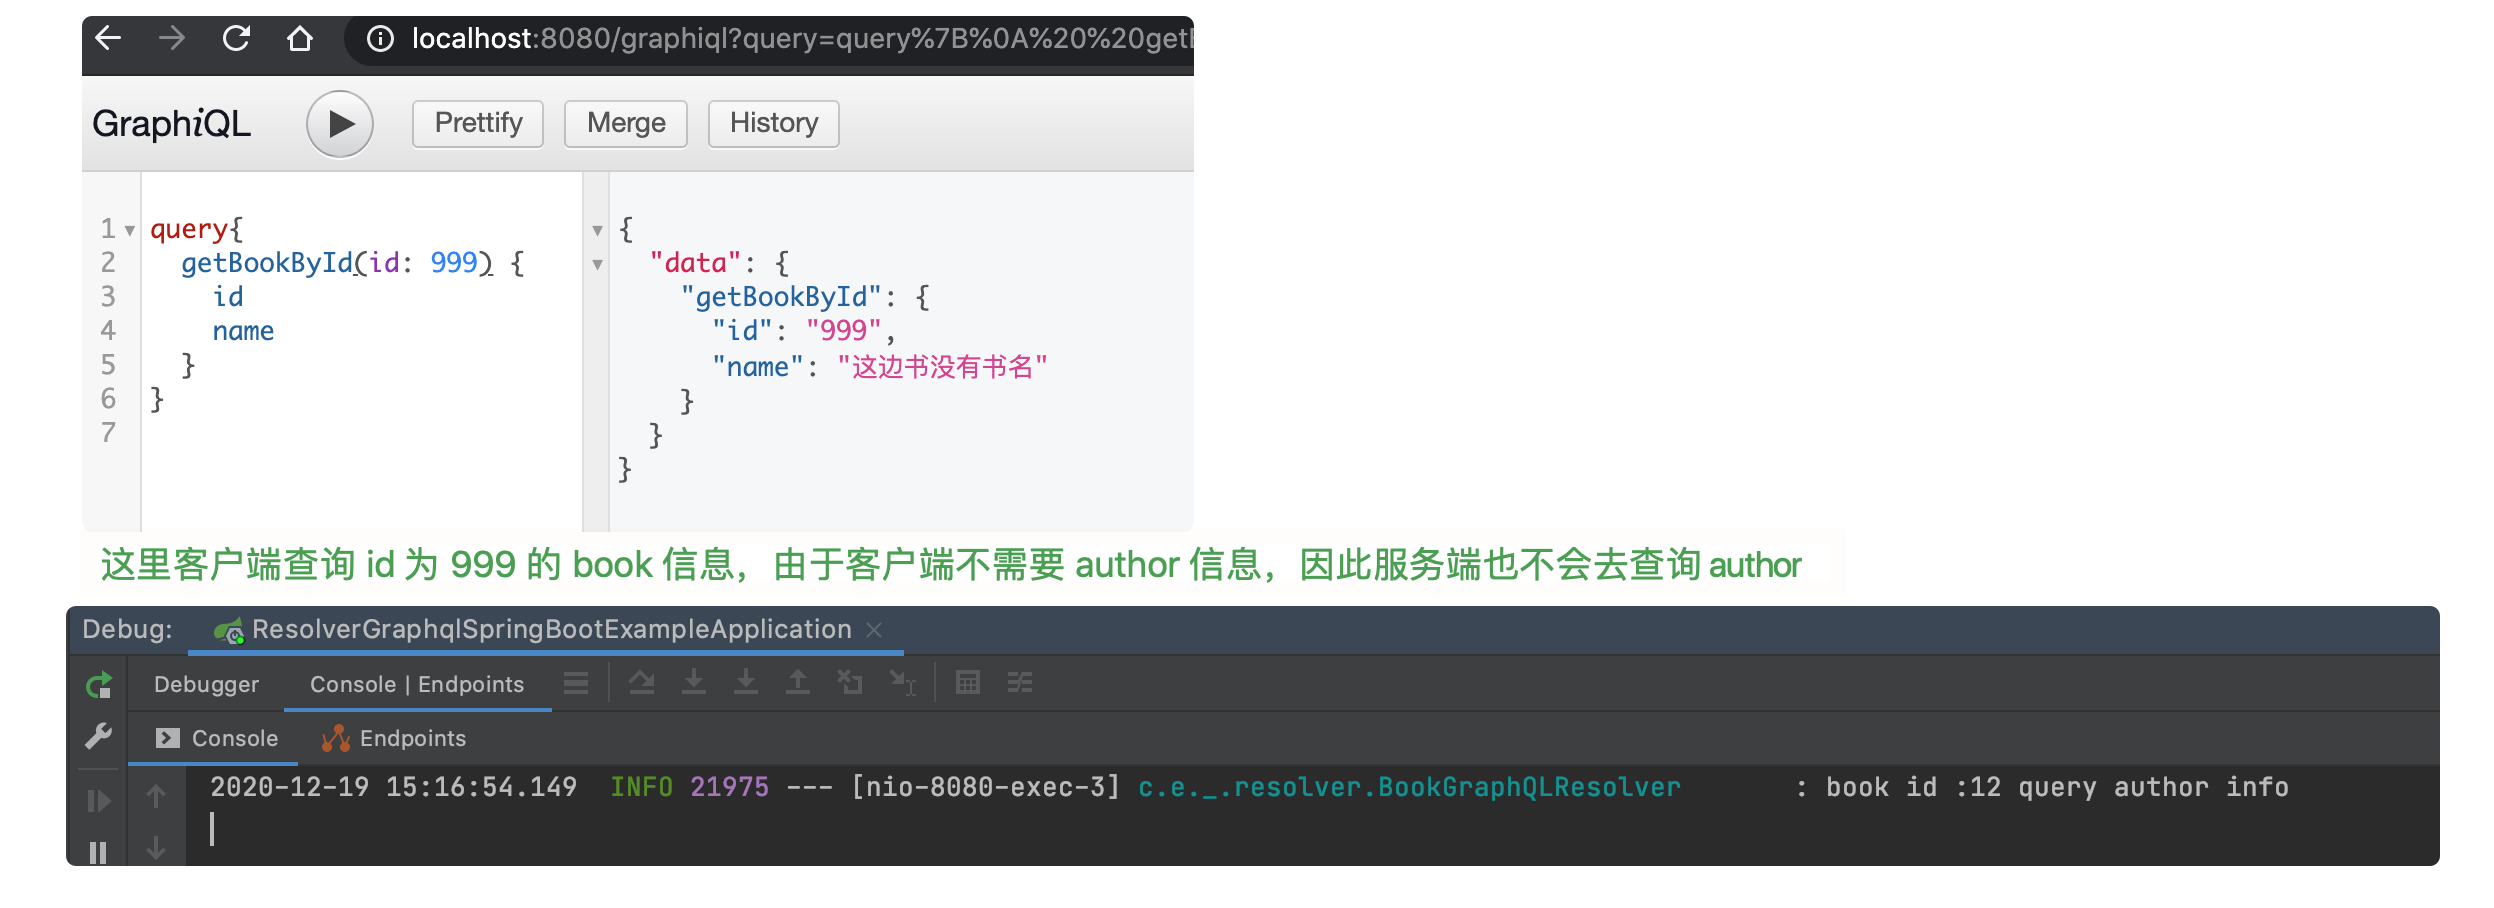 localhost:8080/graphiql?query=query%7B%0A%20%20get
GraphiQL Prettify Merge History
1 query{
2 getBookById(id: 999) {
3 id
4 name
5 }
6 }
7
{
"data": {
"getBookById": {
"id": "999",
"name": "这边书没有书名"
}
}
}
这里客户端查询 id 为 999 的 book 信息，由于客户端不需要 author 信息，因此服务端也不会去查询 author
Debug: ResolverGraphqlSpringBootExampleApplication
Debugger Console | Endpoints
Console Endpoints
2020-12-19 15:16:54.149 INFO 21975 --- [nio-8080-exec-3] c.e._.resolver.BookGraphQLResolver : book id :12 query author info